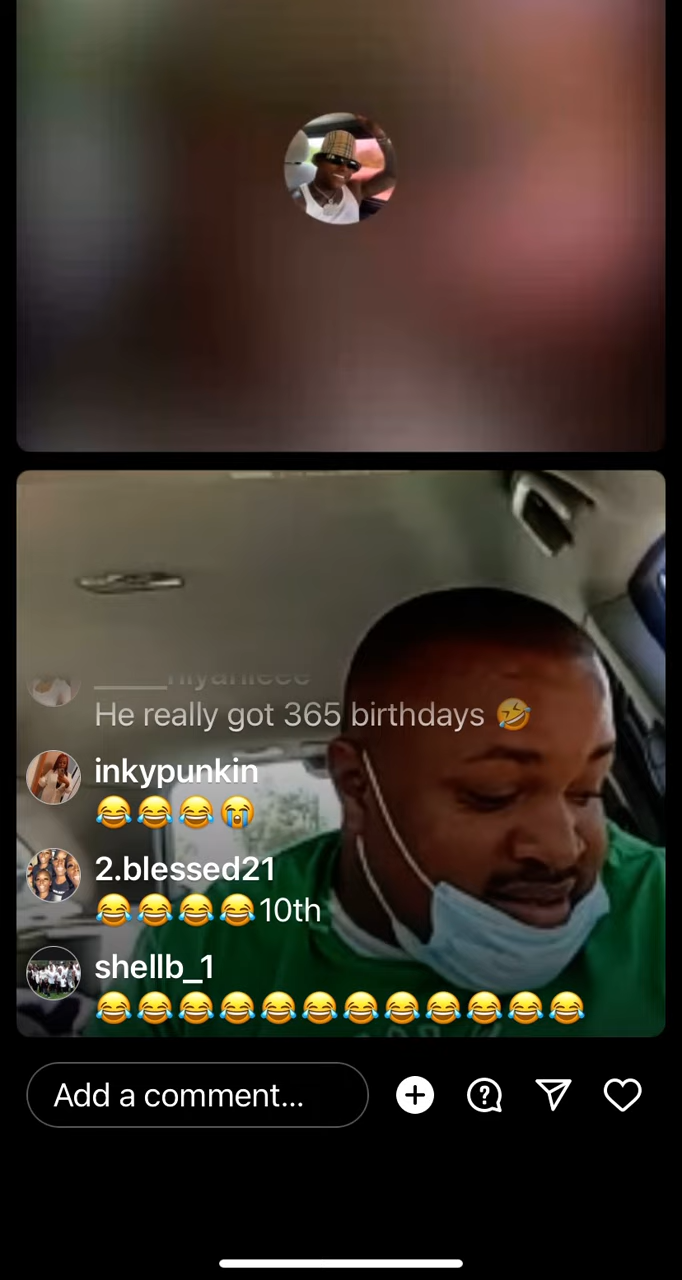 He really got 365 birthdays 🤣
inkypunkin
😂😂😂😭
2.blessed21
😂😂😂😂10th
shellb_1
😂😂😂😂😂😂😂😂😂😂😂😂
Add a comment...